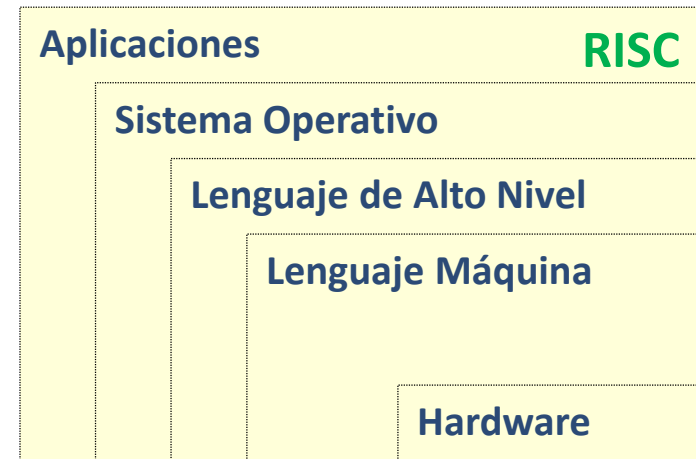 Aplicaciones RISC
Sistema Operativo
Lenguaje de Alto Nivel
Lenguaje Máquina
Hardware